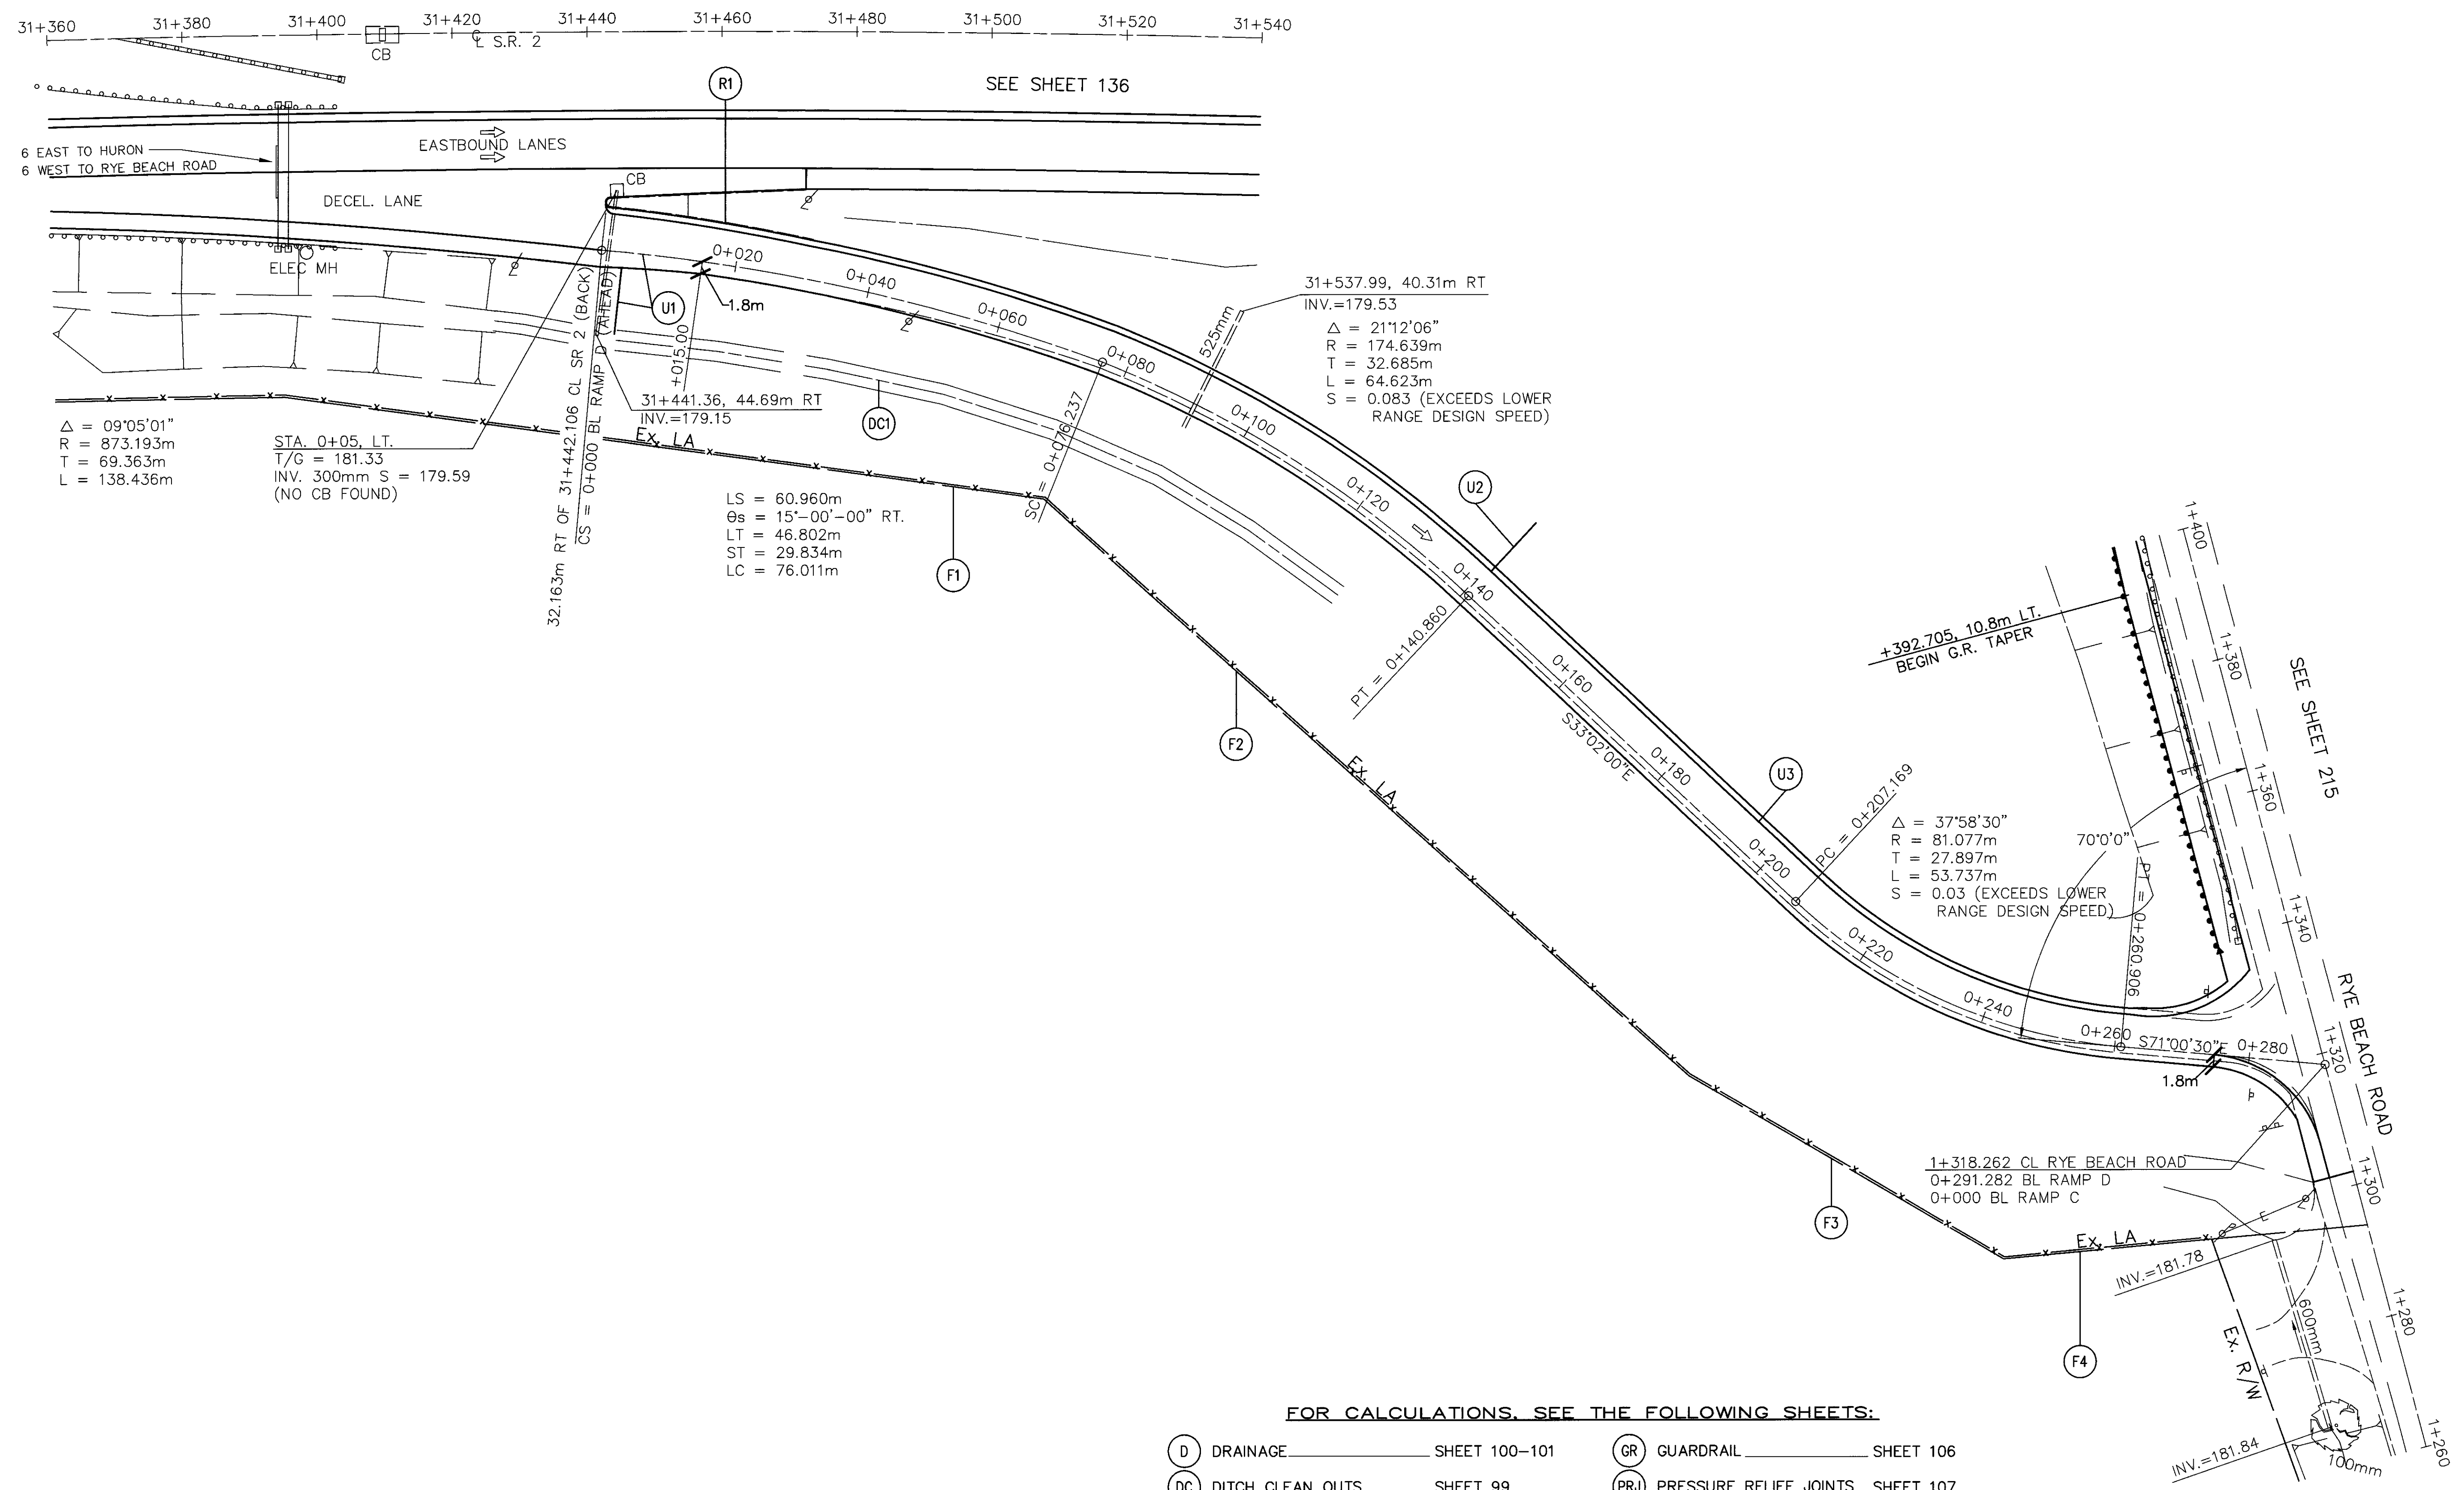 31+360
31+380
31+400
31+420
31+440
31+460
31+480
31+500
31+520
31+540
CB
℄ S.R. 2
R1
SEE SHEET 136
6 EAST TO HURON
6 WEST TO RYE BEACH ROAD
EASTBOUND LANES
DECEL. LANE
CB
ELEC MH
U1
1.8m
0+020
0+040
0+060
0+080
0+100
0+120
0+140
0+160
0+180
0+200
0+220
0+240
0+260
0+280
525mm
31+537.99, 40.31m RT
INV.=179.53
Δ = 21°12'06"
R = 174.639m
T = 32.685m
L = 64.623m
S = 0.083 (EXCEEDS LOWER
RANGE DESIGN SPEED)
+015.00
31+441.36, 44.69m RT
INV.=179.15
DC1
Ex. LA
Δ = 09°05'01"
R = 873.193m
T = 69.363m
L = 138.436m
STA. 0+05, LT.
T/G = 181.33
INV. 300mm S = 179.59
(NO CB FOUND)
32.163m RT OF 31+442.106 CL SR 2 (BACK)
CS = 0+000 BL RAMP D (AHEAD)
SC = 0+076.237
LS = 60.960m
θs = 15°-00'-00" RT.
LT = 46.802m
ST = 29.834m
LC = 76.011m
F1
U2
PT = 0+140.860
F2
Ex. LA
S33°02'00"E
U3
PC = 0+207.169
+392.705, 10.8m LT.
BEGIN G.R. TAPER
1+400
1+380
1+360
1+340
1+320
1+300
1+280
1+260
SEE SHEET 215
Δ = 37°58'30"
R = 81.077m
T = 27.897m
L = 53.737m
S = 0.03 (EXCEEDS LOWER
RANGE DESIGN SPEED)
70°0'0"
PT = 0+260.906
S71°00'30"E
1.8m
RYE BEACH ROAD
1+318.262 CL RYE BEACH ROAD
0+291.282 BL RAMP D
0+000 BL RAMP C
F3
Ex. LA
INV.=181.78
E
F4
Ex. R/W
600mm
INV.=181.84
100mm
FOR CALCULATIONS, SEE THE FOLLOWING SHEETS:
D DRAINAGE SHEET 100-101
GR GUARDRAIL SHEET 106
DC DITCH CLEAN OUTS SHEET 99
PRJ PRESSURE RELIEF JOINTS SHEET 107